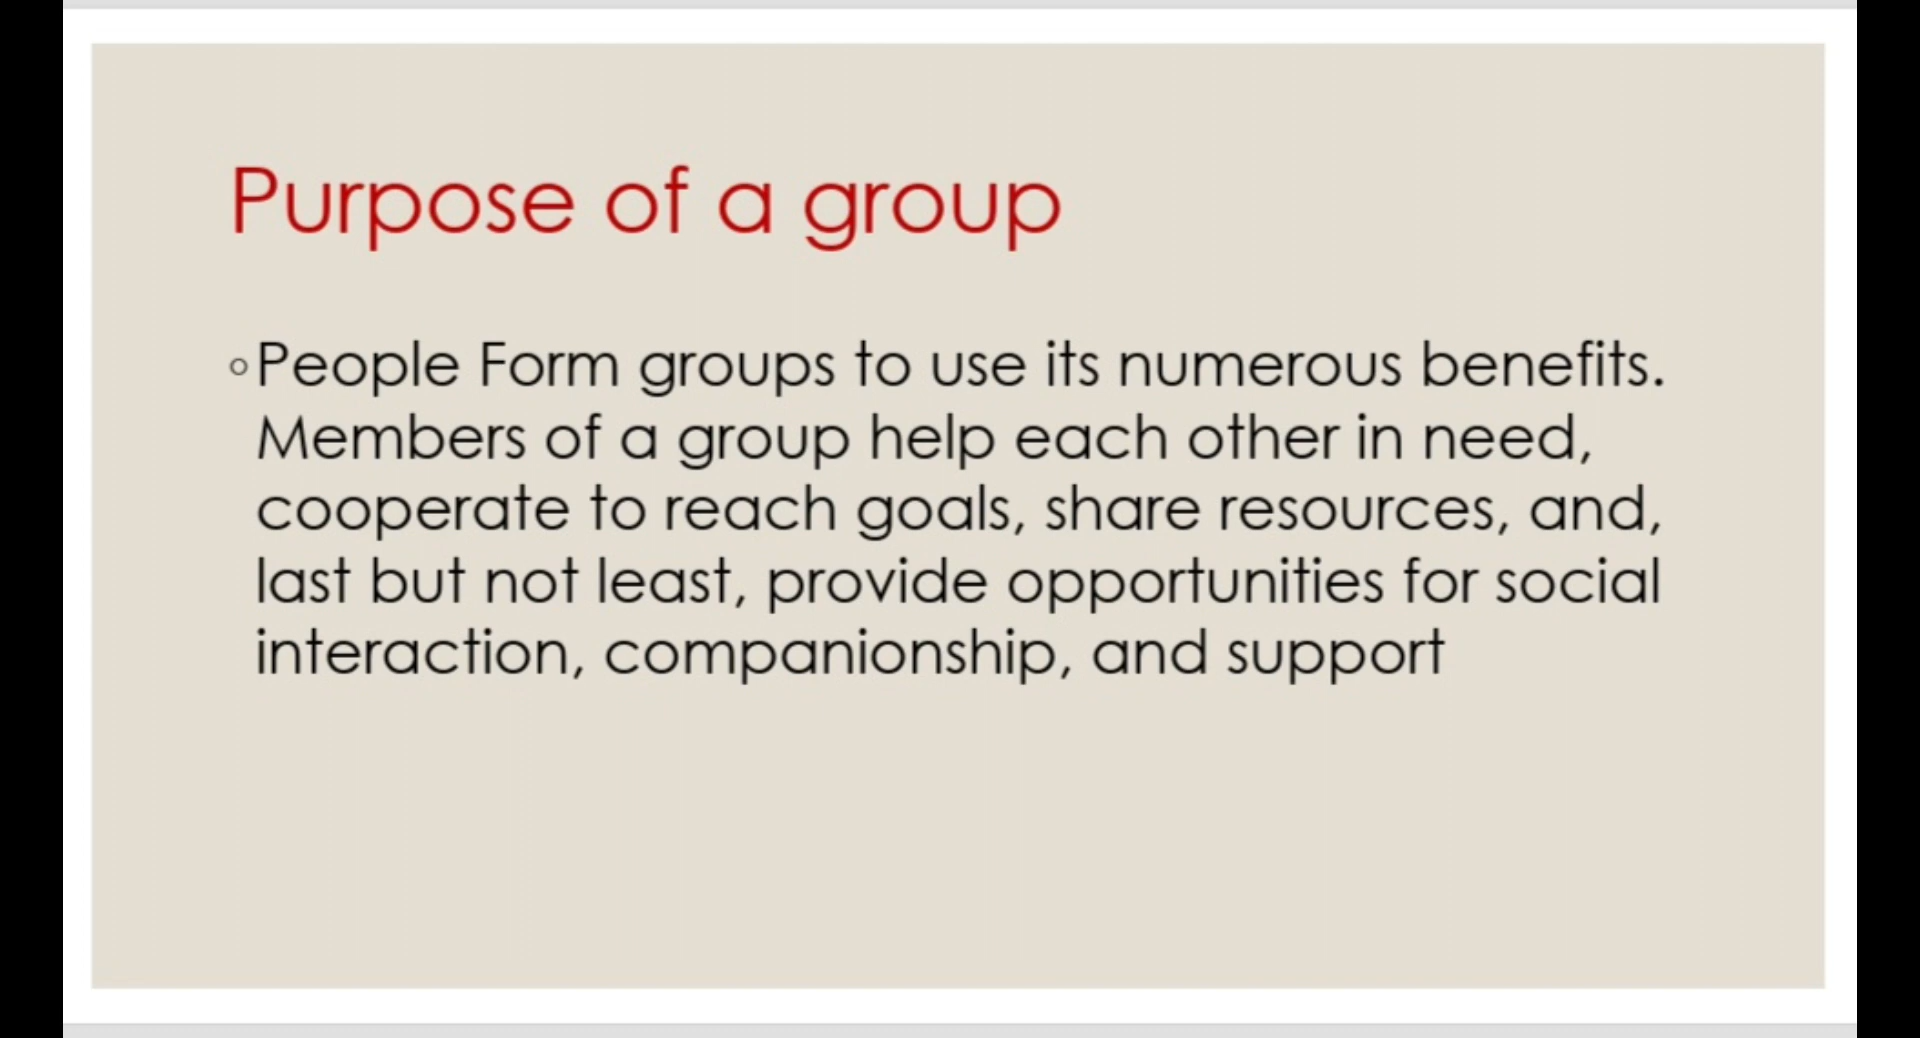 Purpose of a group
◦People Form groups to use its numerous benefits.
Members of a group help each other in need,
cooperate to reach goals, share resources, and,
last but not least, provide opportunities for social
interaction, companionship, and support